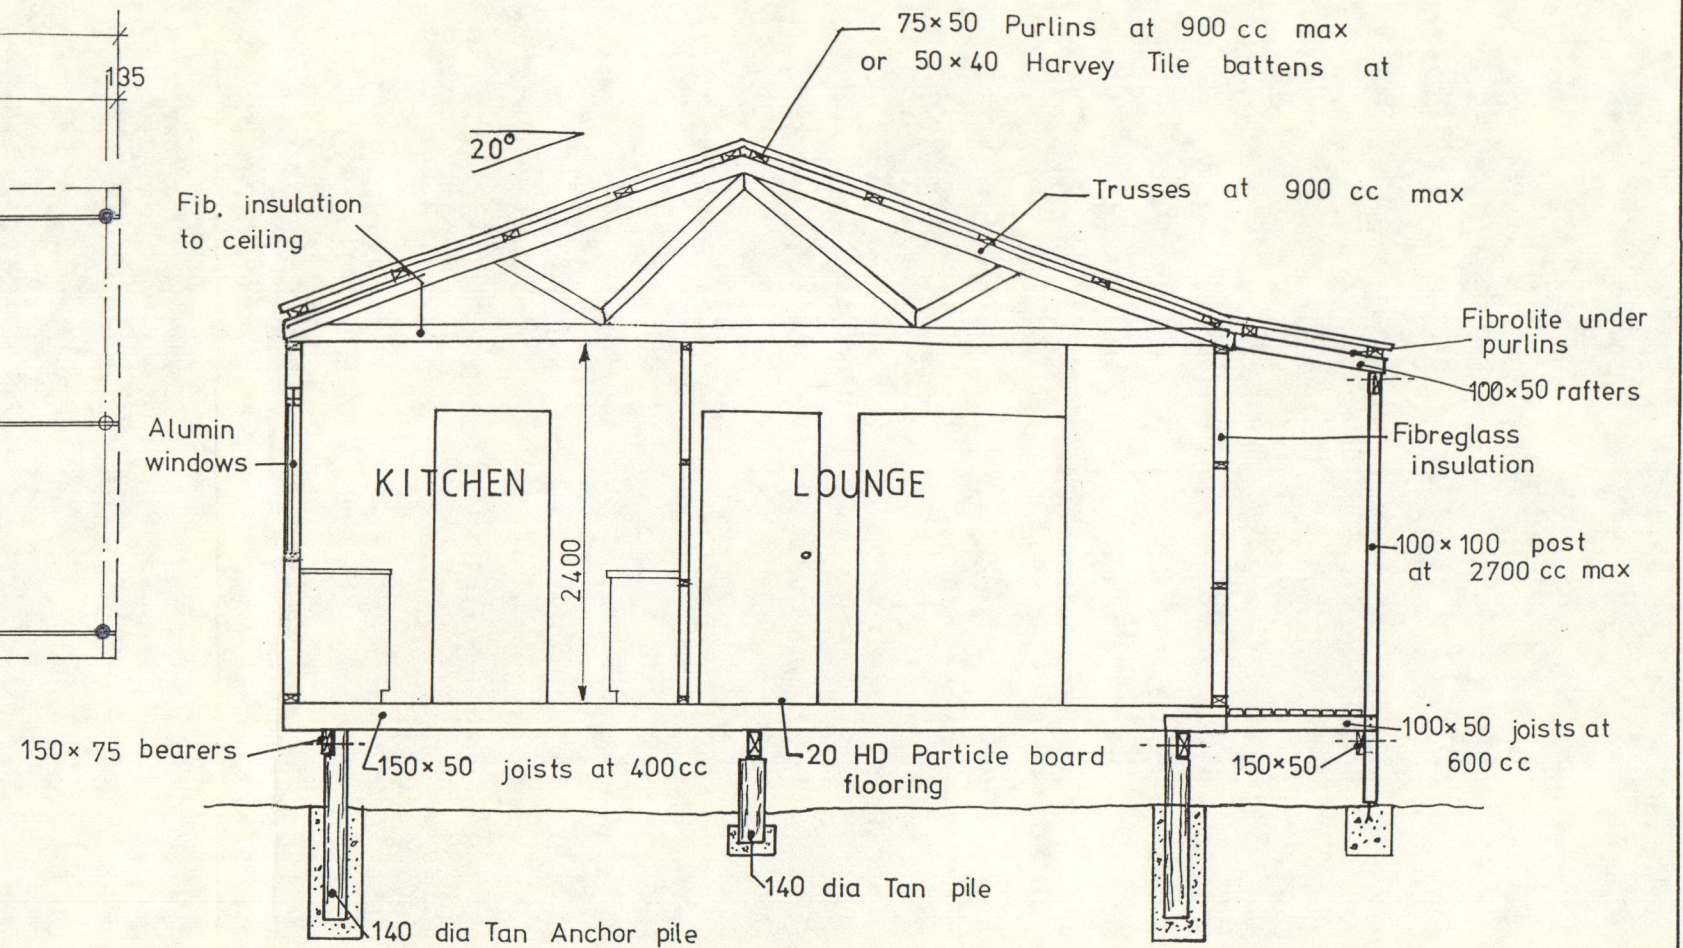 75×50 Purlins at 900 cc max
or 50×40 Harvey Tile battens at
135
20°
Trusses at 900 cc max
Fib. insulation
to ceiling
Fibrolite under
purlins
100×50 rafters
Alumin
windows
Fibreglass
insulation
KITCHEN
LOUNGE
2400
100×100 post
at 2700 cc max
150×75 bearers
150×50 joists at 400cc
20 HD Particle board
flooring
150×50
100×50 joists at
600 cc
140 dia Tan pile
140 dia Tan Anchor pile